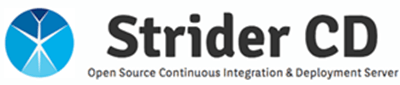 Strider CD
Open Source Continuous Integration & Deployment Server